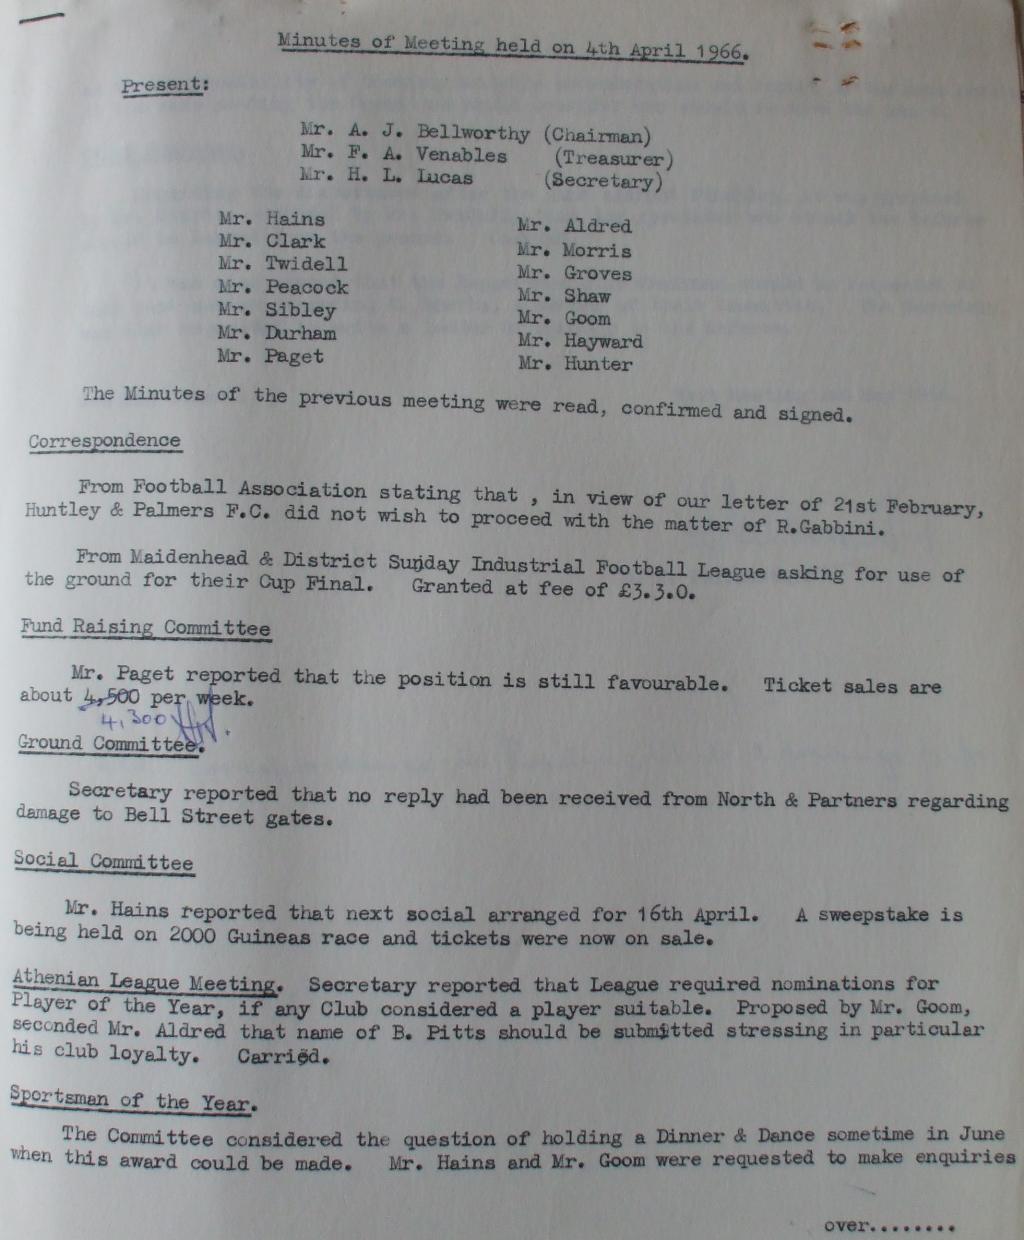 Minutes of Meeting held on 4th April 1966.
Present:
Mr. A. J. Bellworthy (Chairman)
Mr. F. A. Venables (Treasurer)
Mr. H. L. Lucas (Secretary)
Mr. Hains
Mr. Clark
Mr. Twidell
Mr. Peacock
Mr. Sibley
Mr. Durham
Mr. Paget
Mr. Aldred
Mr. Morris
Mr. Groves
Mr. Shaw
Mr. Goom
Mr. Hayward
Mr. Hunter
The Minutes of the previous meeting were read, confirmed and signed.
Correspondence
From Football Association stating that , in view of our letter of 21st February,
Huntley & Palmers F.C. did not wish to proceed with the matter of R.Gabbini.
From Maidenhead & District Sunday Industrial Football League asking for use of
the ground for their Cup Final. Granted at fee of £3.3.0.
Fund Raising Committee
Mr. Paget reported that the position is still favourable. Ticket sales are
about 4,500 per week.
4,300
Ground Committee.
Secretary reported that no reply had been received from North & Partners regarding
damage to Bell Street gates.
Social Committee
Mr. Hains reported that next social arranged for 16th April. A sweepstake is
being held on 2000 Guineas race and tickets were now on sale.
Athenian League Meeting. Secretary reported that League required nominations for
Player of the Year, if any Club considered a player suitable. Proposed by Mr. Goom,
seconded Mr. Aldred that name of B. Pitts should be submitted stressing in particular
his club loyalty. Carried.
Sportsman of the Year.
The Committee considered the question of holding a Dinner & Dance sometime in June
when this award could be made. Mr. Hains and Mr. Goom were requested to make enquiries
over........